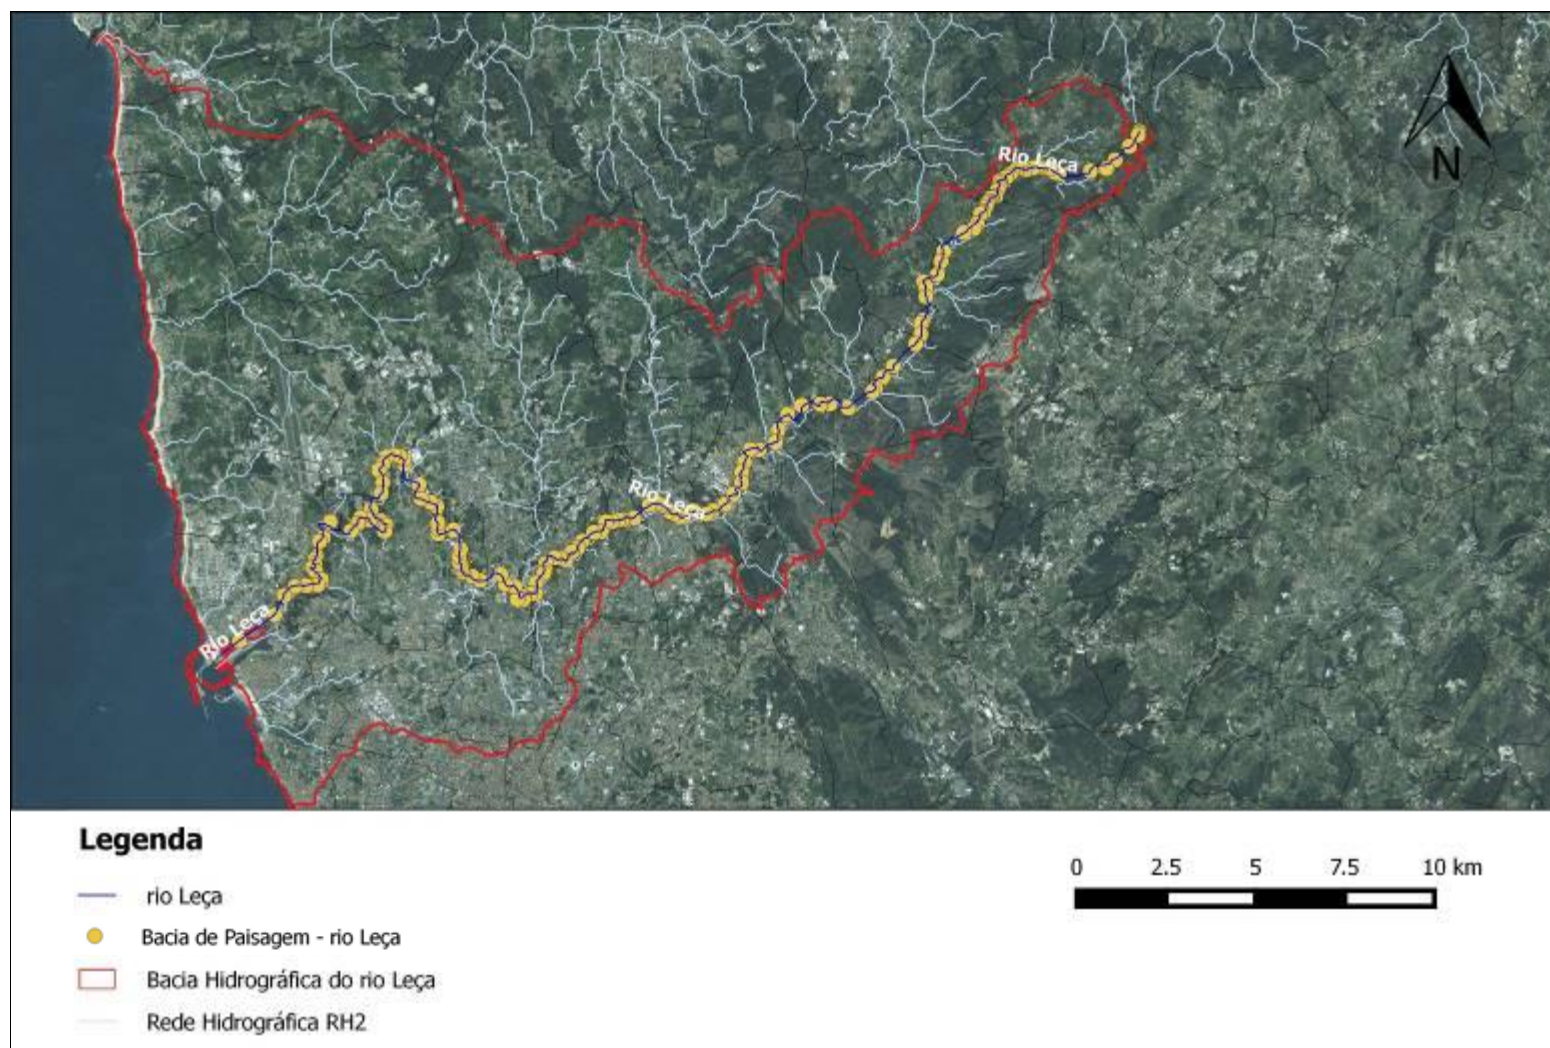 Rio Leça
N
Rio Leça
Rio Leça
Legenda
rio Leça
Bacia de Paisagem - rio Leça
Bacia Hidrográfica do rio Leça
Rede Hidrográfica RH2
0 2.5 5 7.5 10 km